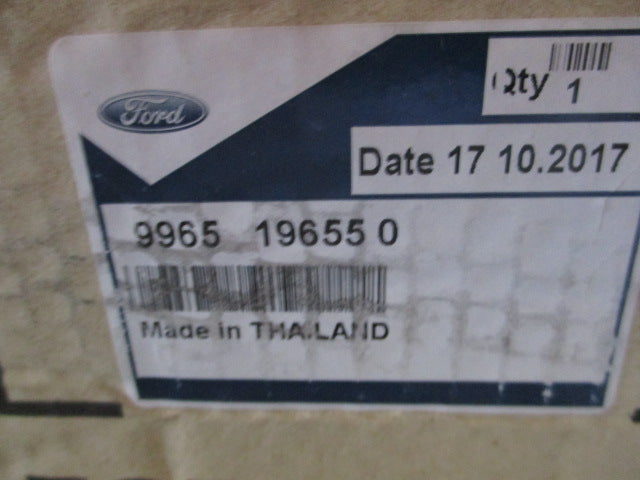 Ford
Qty 1
Date 17 10.2017
9965 19655 0
Made in THAILAND